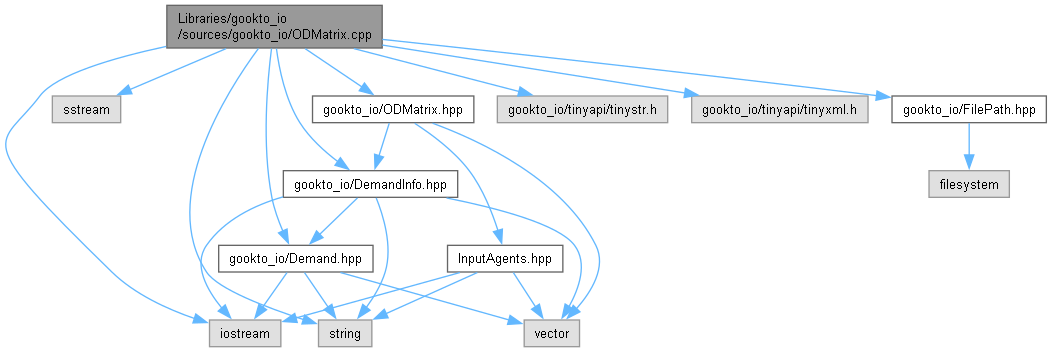 Libraries/gookto_io
/sources/gookto_io/ODMatrix.cpp
sstream
gookto_io/ODMatrix.hpp
gookto_io/tinyapi/tinystr.h
gookto_io/tinyapi/tinyxml.h
gookto_io/FilePath.hpp
gookto_io/DemandInfo.hpp
filesystem
gookto_io/Demand.hpp
InputAgents.hpp
iostream
string
vector